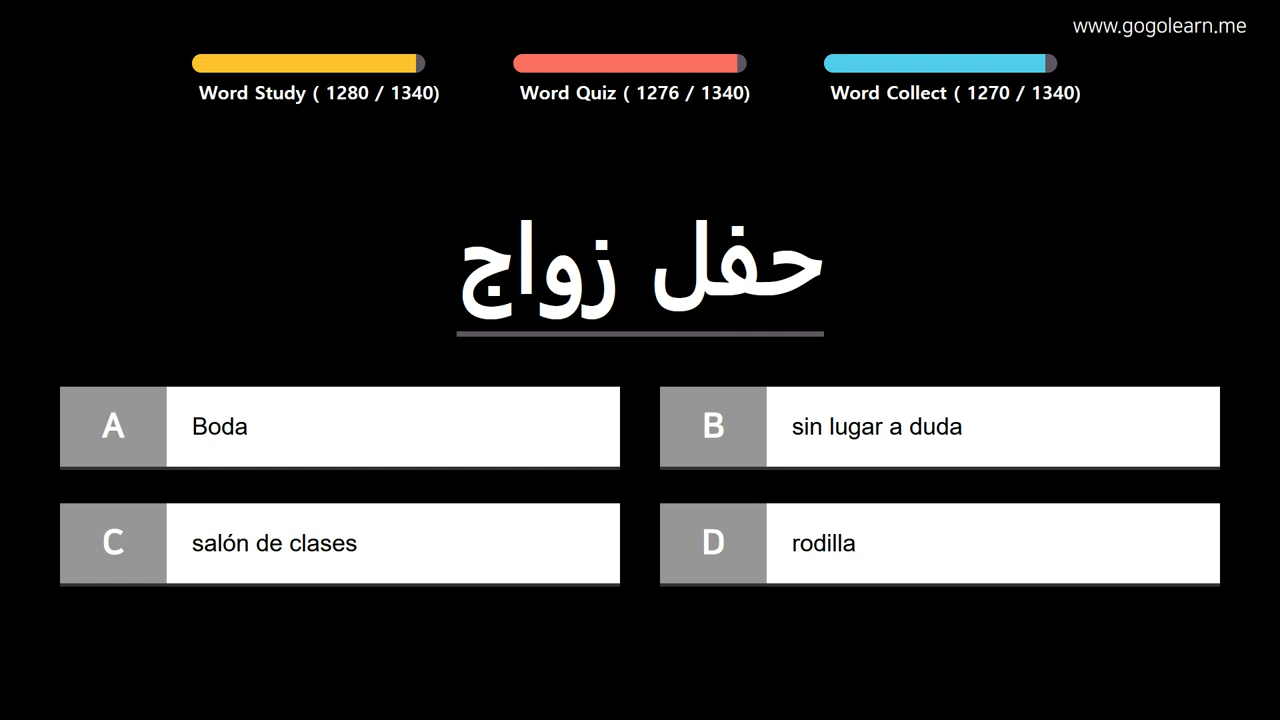 www.gogolearn.me
Word Study ( 1280 / 1340)
Word Quiz ( 1276 / 1340)
Word Collect ( 1270 / 1340)
حفل زواج
A Boda
B sin lugar a duda
C salón de clases
D rodilla